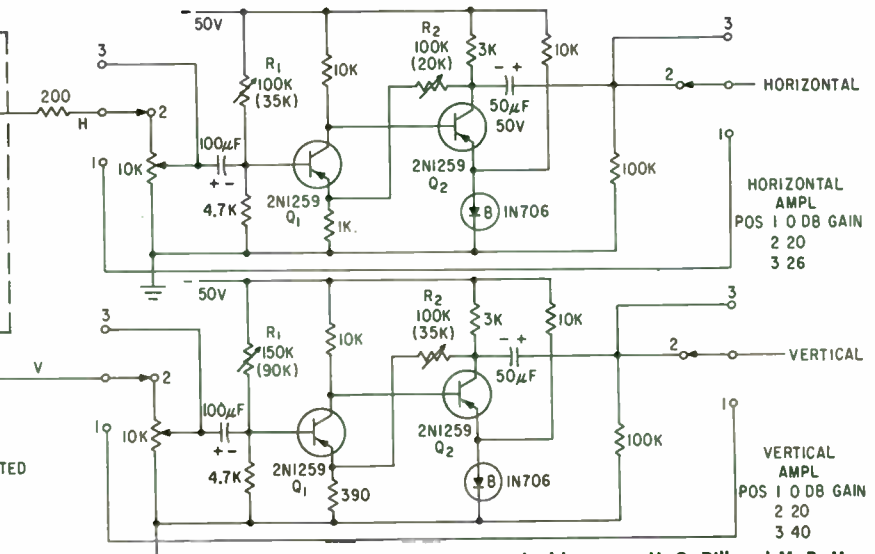 - 50V
3
R1
100K
(35K)
10K
R2
100K
(20K)
3K
10K
3
- +
50µF
50V
2
HORIZONTAL
200
H
2
100µF
+ -
10K
1
4.7K
2N1259
Q1
1K.
2N1259
Q2
B
1N706
100K
1
HORIZONTAL
AMPL
POS 1 0 DB GAIN
2 20
3 26
- 50V
3
R1
150K
(90K)
10K
R2
100K
(35K)
3K
10K
3
- +
50µF
2
VERTICAL
V
2
100µF
+ -
10K
1
4.7K
2N1259
Q1
390
2N1259
Q2
B
1N706
100K
1
TED
VERTICAL
AMPL
POS 1 0 DB GAIN
2 20
3 40